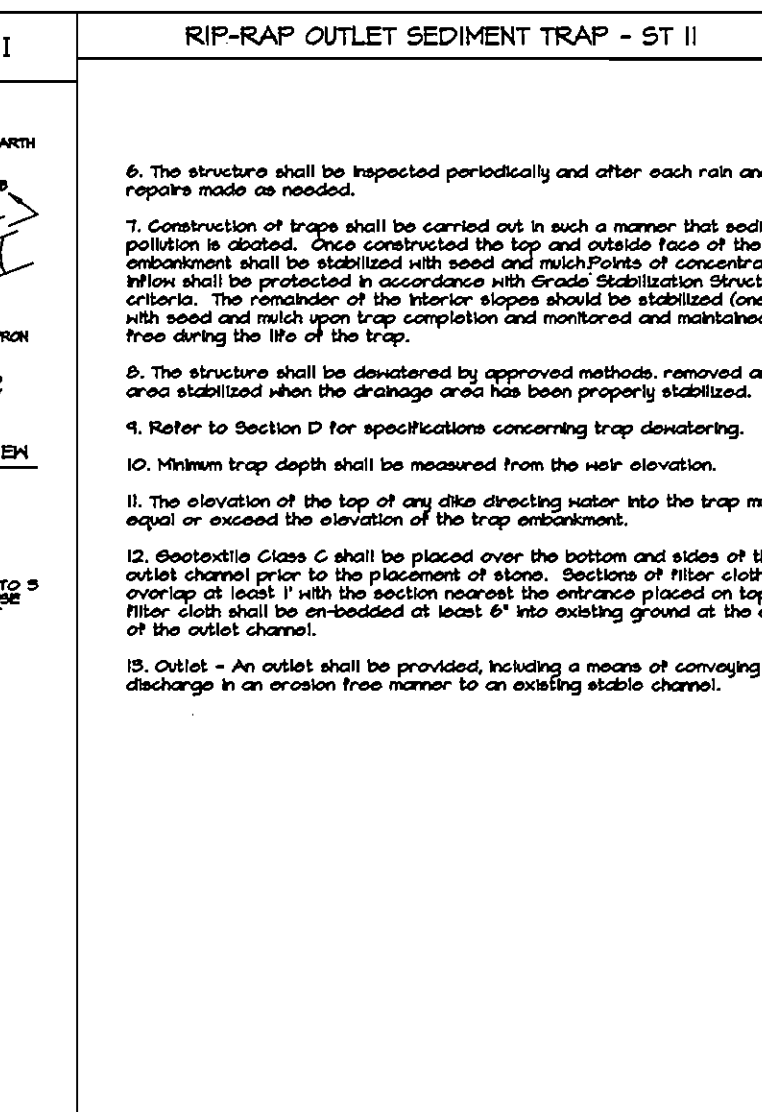 I
RIP-RAP OUTLET SEDIMENT TRAP - ST II
ARTH
B
RON
EW
TO 5
SE
6. The structure shall be inspected periodically and after each rain an
repairs made as needed.
7. Construction of traps shall be carried out in such a manner that sedi
pollution is abated. Once constructed the top and outside face of the
embankment shall be stabilized with seed and mulch.Points of concentra
inflow shall be protected in accordance with Grade Stabilization Struct
criteria. The remainder of the interior slopes should be stabilized (one
with seed and mulch upon trap completion and monitored and maintaine
free during the life of the trap.
8. The structure shall be dewatered by approved methods. removed a
area stabilized when the drainage area has been properly stabilized.
9. Refer to Section D for specifications concerning trap dewatering.
10. Minimum trap depth shall be measured from the weir elevation.
11. The elevation of the top of any dike directing water into the trap m
equal or exceed the elevation of the trap embankment.
12. Geotextile Class C shall be placed over the bottom and sides of t
outlet channel prior to the placement of stone. Sections of filter cloth
overlap at least 1' with the section nearest the entrance placed on top
filter cloth shall be en-bedded at least 6" into existing ground at the
of the outlet channel.
13. Outlet - An outlet shall be provided, including a means of conveying
discharge in an erosion free manner to an existing stable channel.